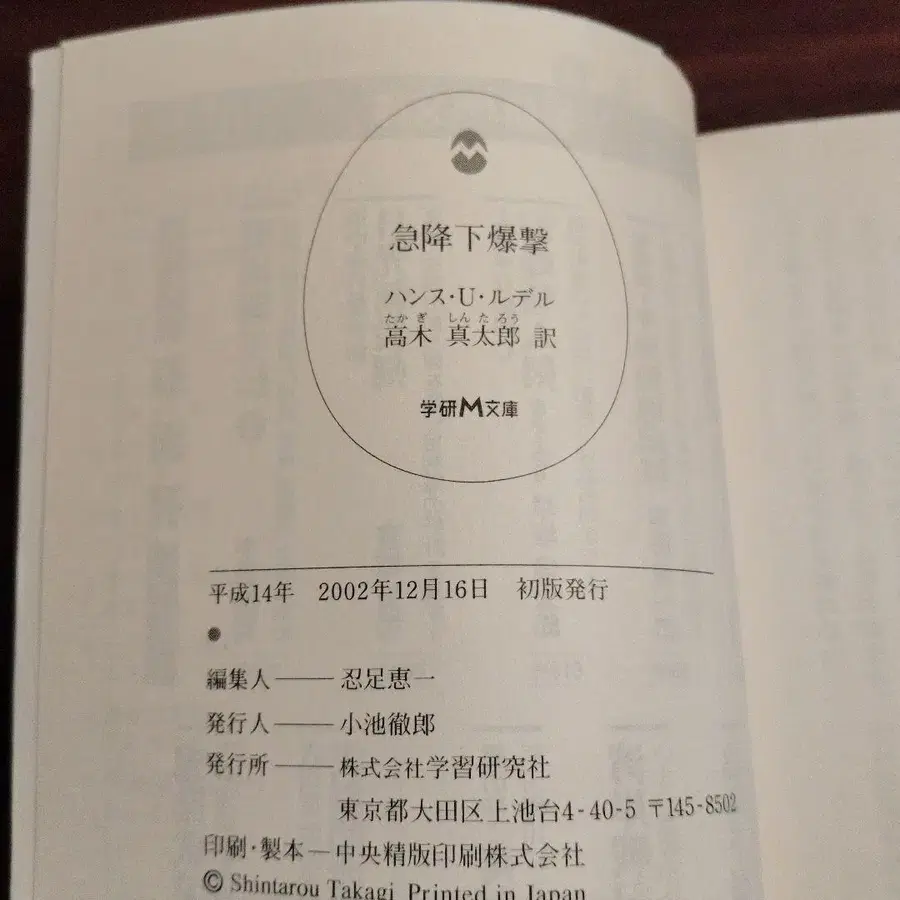 急降下爆撃
ハンス・U・ルデル
たかぎ しんたろう
高木 真太郎 訳
学研M文庫
平成14年 2002年12月16日 初版発行
●
編集人――忍足恵一
発行人――小池徹郎
発行所――株式会社学習研究社
東京都大田区上池台4-40-5 〒145-8502
印刷・製本―中央精版印刷株式会社
© Shintarou Takagi Printed in Japan